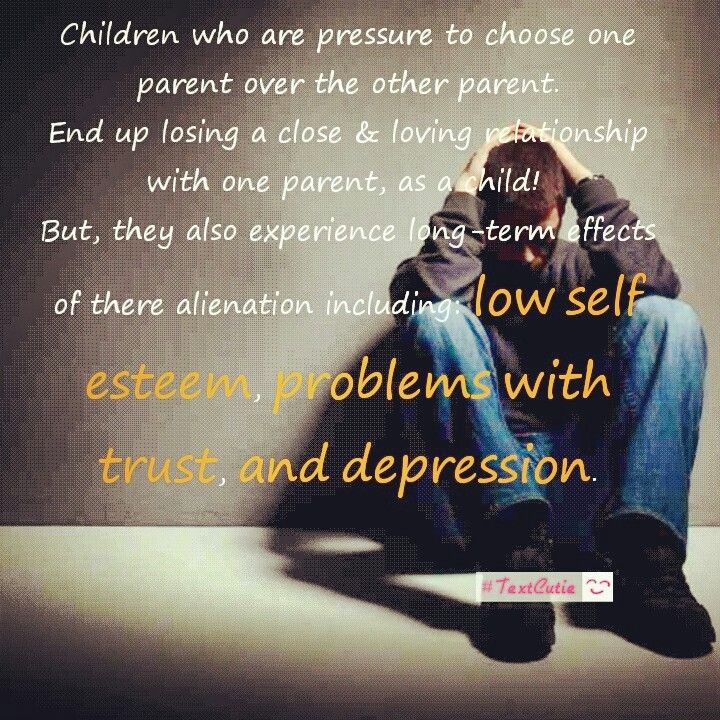 Children who are pressure to choose one
parent over the other parent.
End up losing a close & loving relationship
with one parent, as a child!
But, they also experience long-term effects
of there alienation including: low self
esteem, problems with
trust, and depression.
#TextCutie